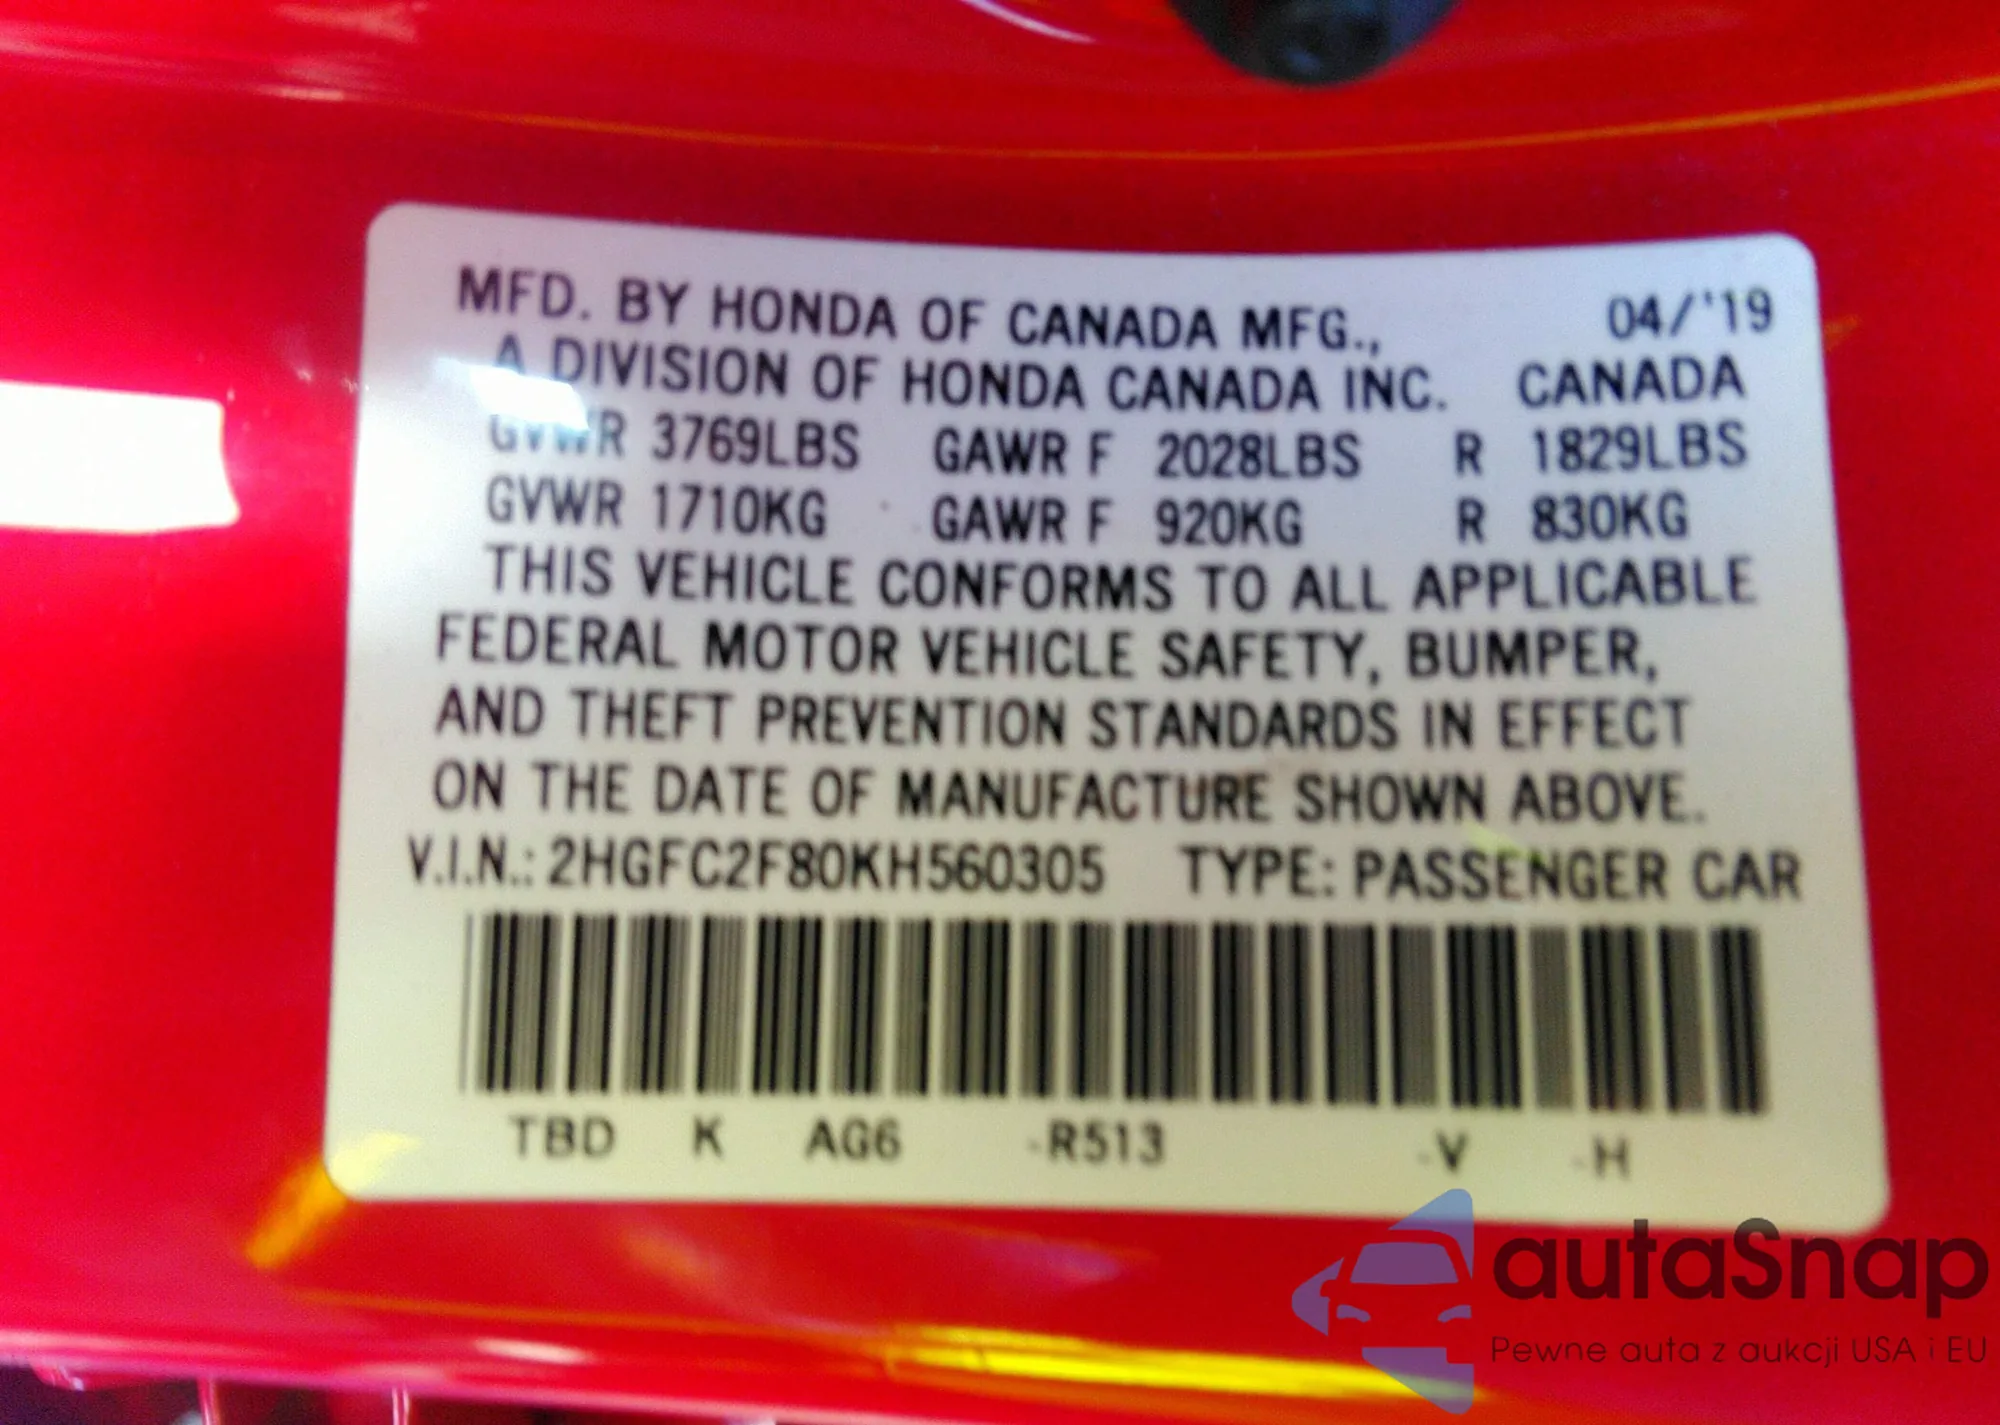 MFD. BY HONDA OF CANADA MFG., 04/'19
A DIVISION OF HONDA CANADA INC. CANADA
GVWR 3769LBS GAWR F 2028LBS R 1829LBS
GVWR 1710KG GAWR F 920KG R 830KG
THIS VEHICLE CONFORMS TO ALL APPLICABLE
FEDERAL MOTOR VEHICLE SAFETY, BUMPER,
AND THEFT PREVENTION STANDARDS IN EFFECT
ON THE DATE OF MANUFACTURE SHOWN ABOVE.
V.I.N.: 2HGFC2F80KH560305 TYPE: PASSENGER CAR
TBD K AG6 -R513 -V -H
autaSnap
Pewne auta z aukcji USA i EU